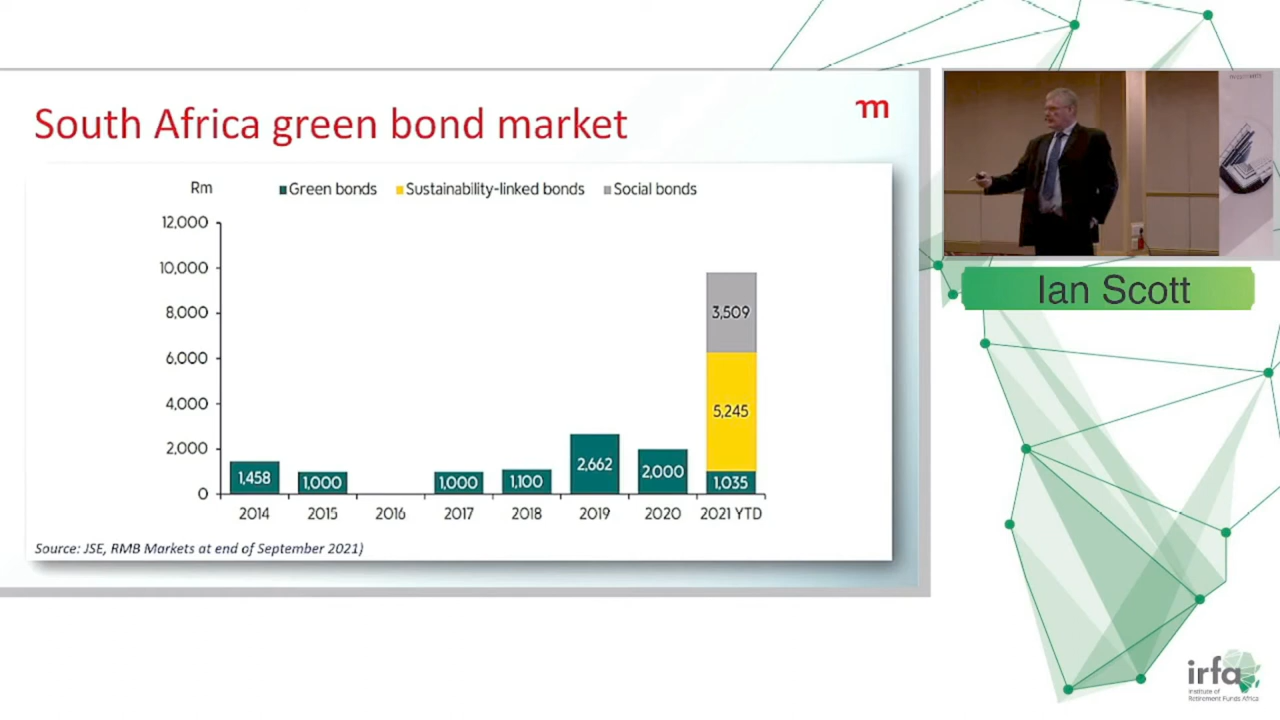 South Africa green bond market
m
Rm
Green bonds Sustainability-linked bonds Social bonds
12,000
10,000
8,000
6,000
4,000
2,000
0
3,509
5,245
1,458
1,000
1,000
1,100
2,662
2,000
1,035
2014 2015 2016 2017 2018 2019 2020 2021 YTD
Source: JSE, RMB Markets at end of September 2021)
Ian Scott
irfa
Institute of
Retirement Funds Africa